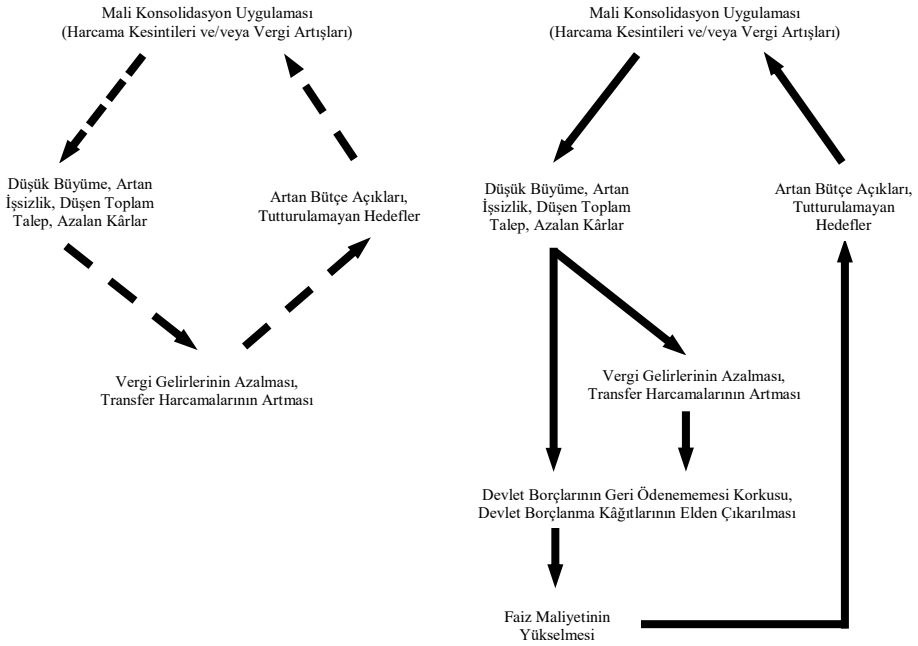 Mali Konsolidasyon Uygulaması
(Harcama Kesintileri ve/veya Vergi Artışları)
Düşük Büyüme, Artan
İşsizlik, Düşen Toplam
Talep, Azalan Kârlar
Artan Bütçe Açıkları,
Tutturulamayan Hedefler
Vergi Gelirlerinin Azalması,
Transfer Harcamalarının Artması
Mali Konsolidasyon Uygulaması
(Harcama Kesintileri ve/veya Vergi Artışları)
Düşük Büyüme, Artan
İşsizlik, Düşen Toplam
Talep, Azalan Kârlar
Artan Bütçe Açıkları,
Tutturulamayan
Hedefler
Vergi Gelirlerinin Azalması,
Transfer Harcamalarının Artması
Devlet Borçlarının Geri Ödenememesi Korkusu,
Devlet Borçlanma Kâğıtlarının Elden Çıkarılması
Faiz Maliyetinin
Yükselmesi